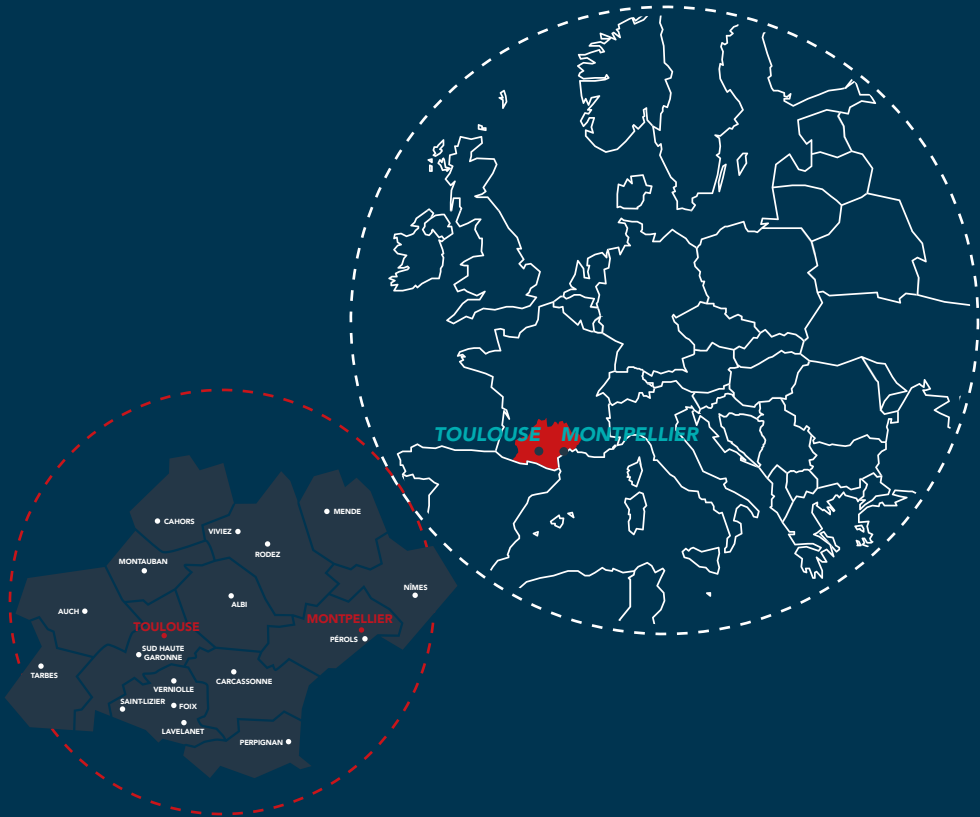 TOULOUSE MONTPELLIER
MENDE
CAHORS
VIVIEZ
RODEZ
MONTAUBAN
NÎMES
ALBI
AUCH
MONTPELLIER
TOULOUSE
PÉROLS
SUD HAUTE
GARONNE
TARBES
CARCASSONNE
VERNIOLLE
SAINT-LIZIER
FOIX
LAVELANET
PERPIGNAN